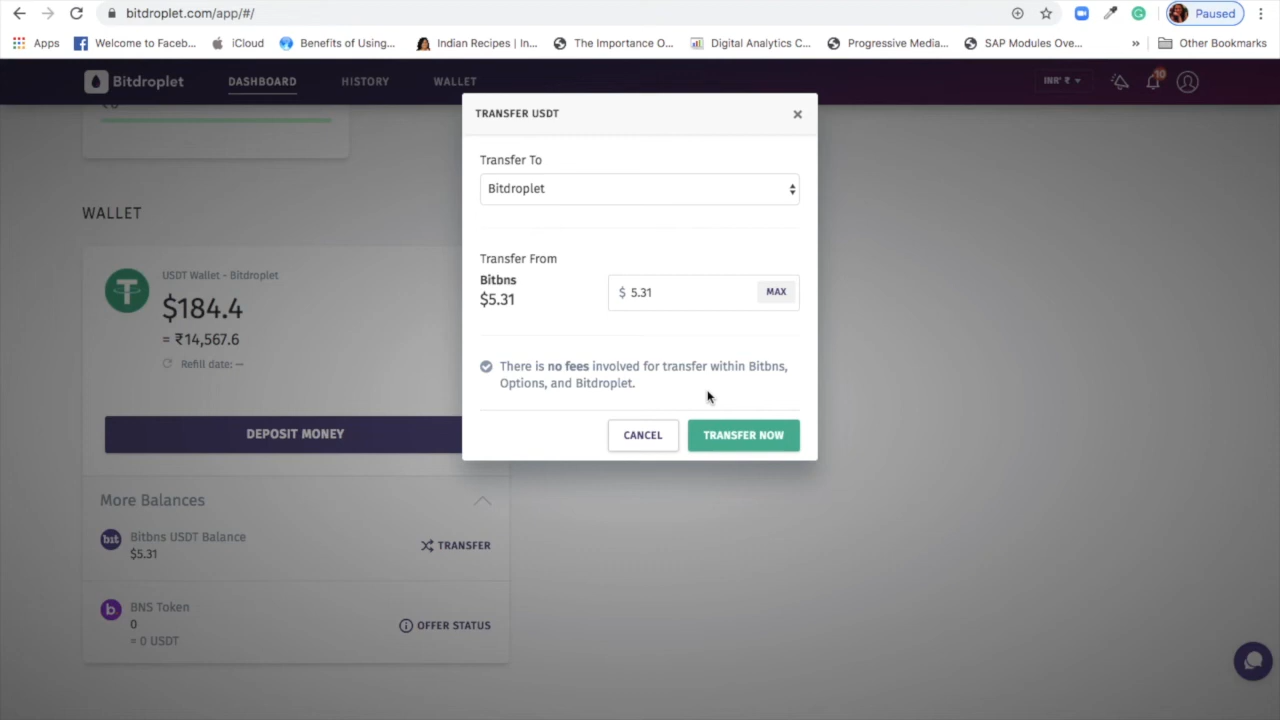 bitdroplet.com/app/#/
Paused
Apps
Welcome to Faceb...
iCloud
Benefits of Using...
Indian Recipes | In...
The Importance O...
Digital Analytics C...
Progressive Media...
SAP Modules Ove...
»
Other Bookmarks
Bitdroplet
DASHBOARD
HISTORY
WALLET
INR' ₹
10
₹0
TRANSFER USDT
×
Transfer To
Bitdroplet
Transfer From
Bitbns
$5.31
$ 5.31
MAX
There is no fees involved for transfer within Bitbns,
Options, and Bitdroplet.
CANCEL
TRANSFER NOW
WALLET
USDT Wallet - Bitdroplet
$184.4
= ₹14,567.6
Refill date: --
DEPOSIT MONEY
More Balances
bit
Bitbns USDT Balance
$5.31
TRANSFER
b.
BNS Token
0
= 0 USDT
OFFER STATUS